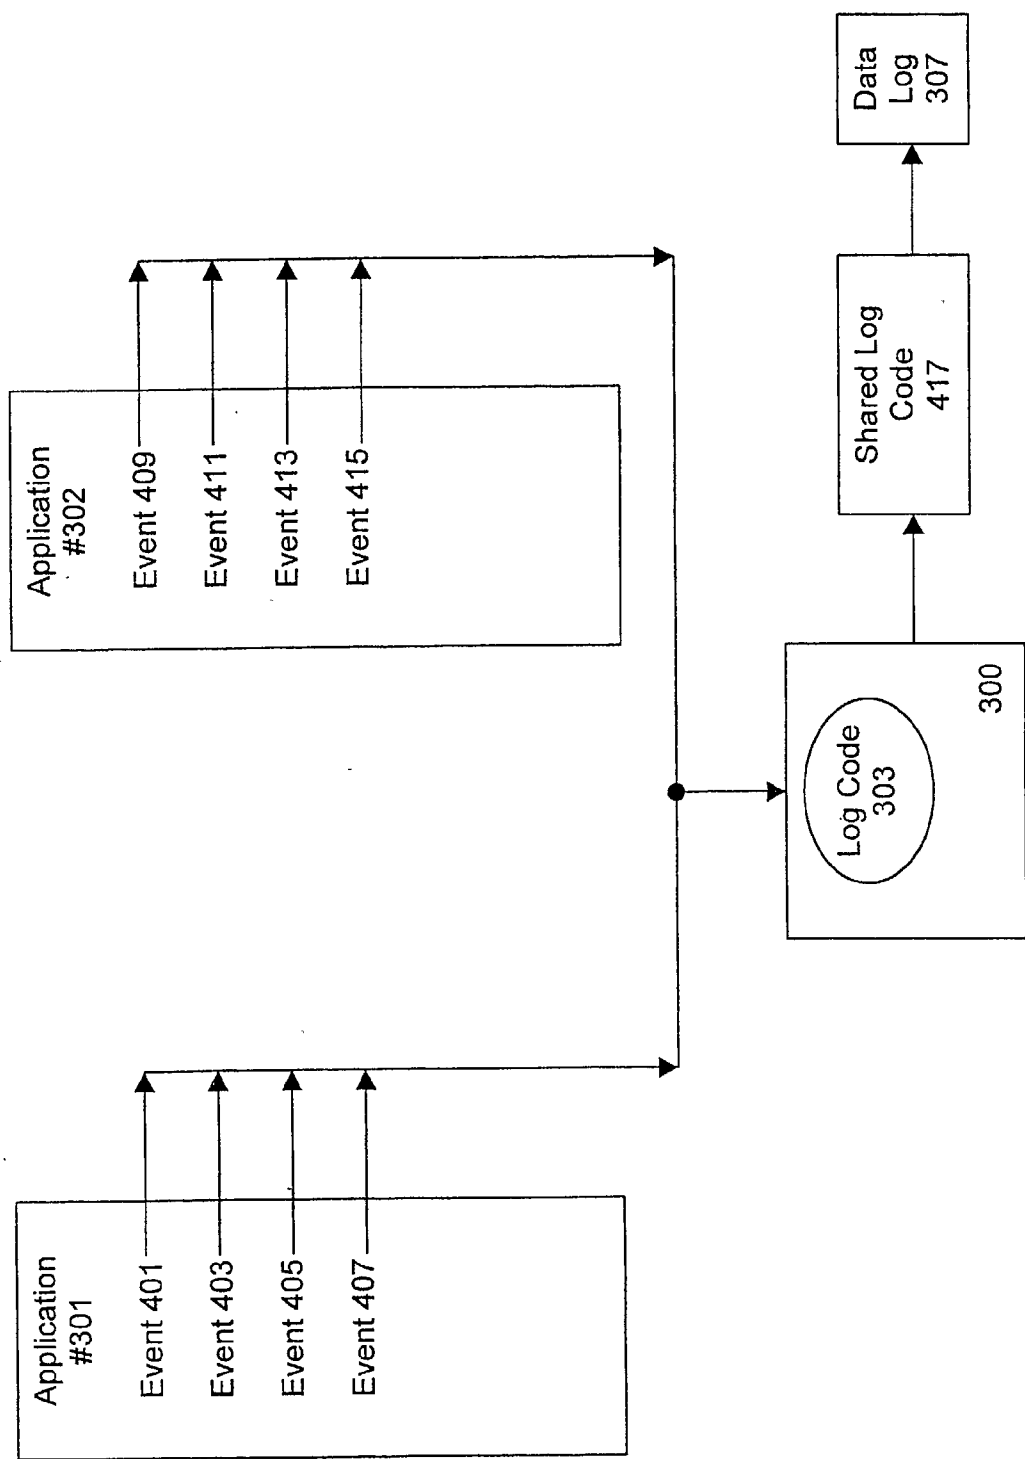 Application
#301
Event 401
Event 403
Event 405
Event 407
Application
#302
Event 409
Event 411
Event 413
Event 415
Log Code
303
300
Shared Log
Code
417
Data
Log
307